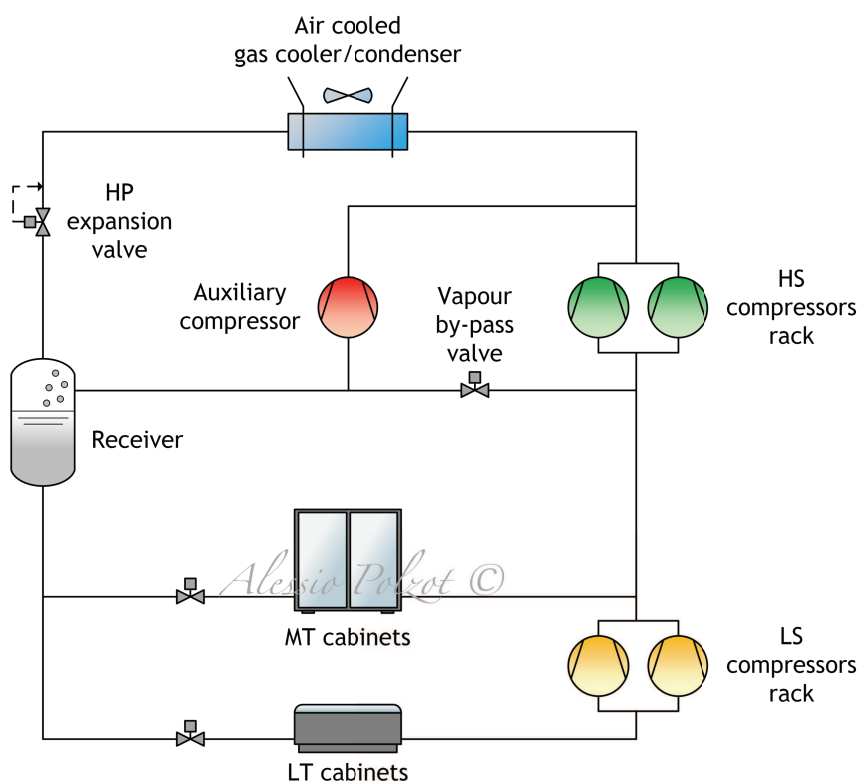 Air cooled
gas cooler/condenser
HP
expansion
valve
Auxiliary
compressor
Vapour
by-pass
valve
HS
compressors
rack
Receiver
Alessio Polzot ©
MT cabinets
LS
compressors
rack
LT cabinets